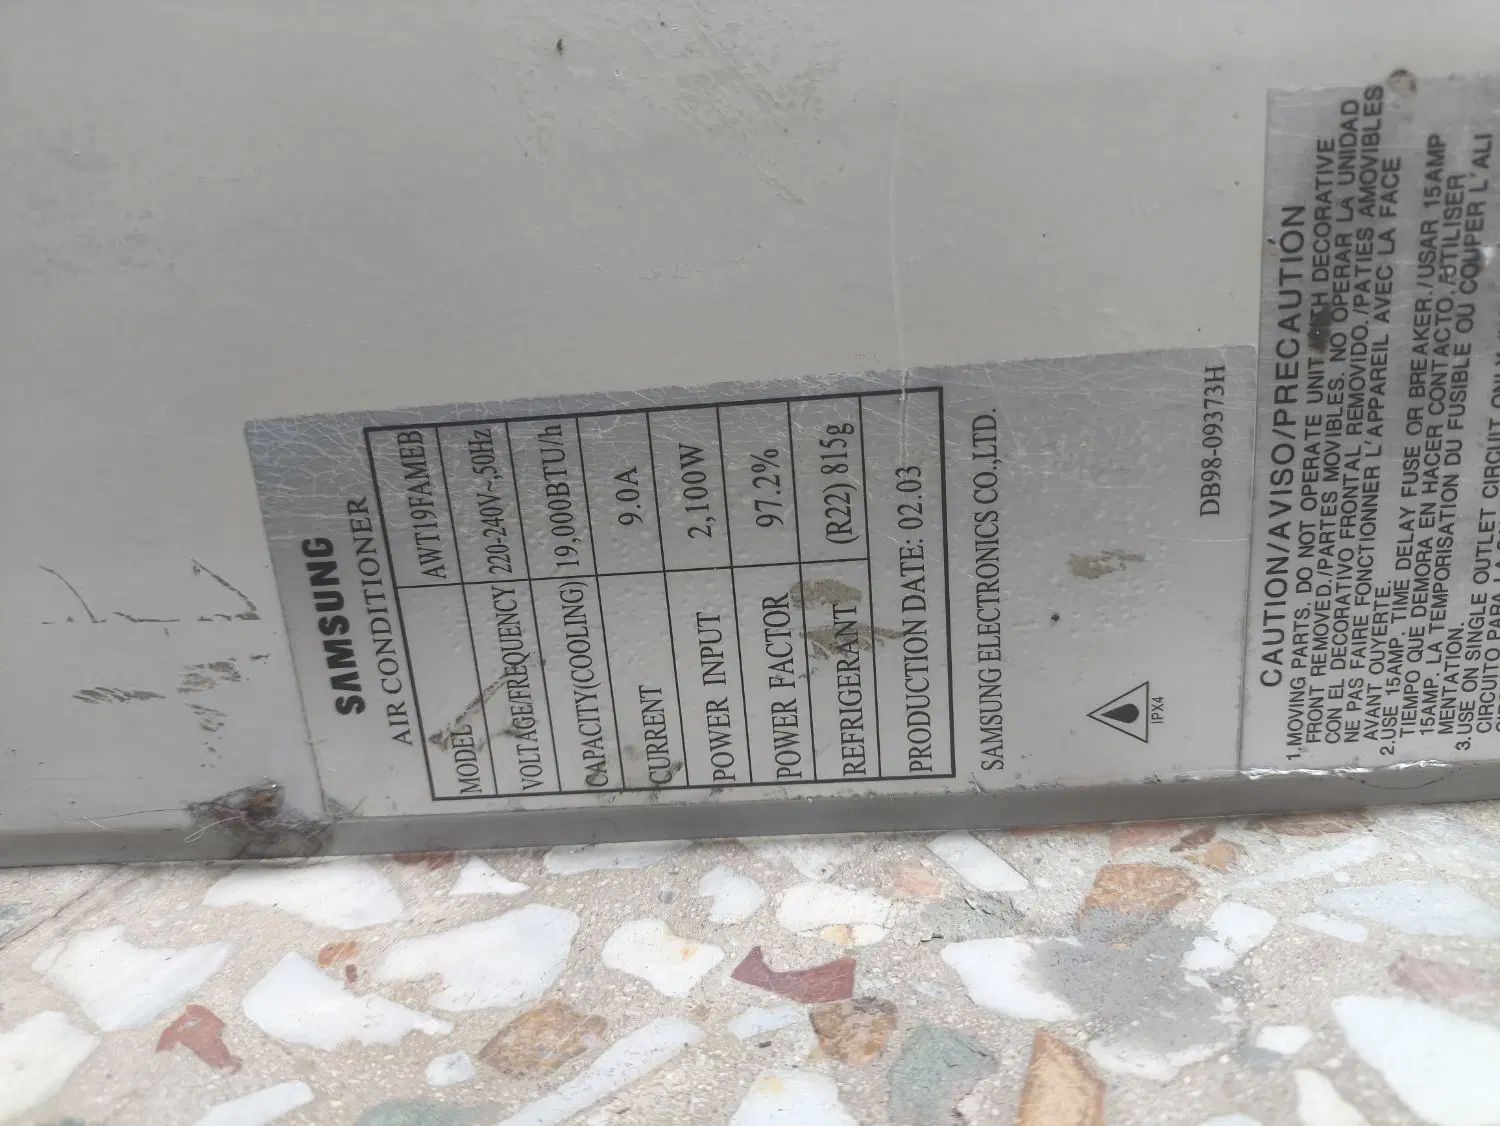 SAMSUNG
AIR CONDITIONER
MODEL AWT19FAMEB
VOLTAGE/FREQUENCY 220-240V~,50Hz
CAPACITY(COOLING) 19,000BTU/h
CURRENT 9.0A
POWER INPUT 2,100W
POWER FACTOR 97.2%
REFRIGERANT (R22) 815g
PRODUCTION DATE: 02.03
SAMSUNG ELECTRONICS CO.,LTD.
IPX4
DB98-09373H
CAUTION/AVISO/PRECAUTION
1.MOVING PARTS. DO NOT OPERATE UNIT WITH DECORATIVE
FRONT REMOVED./PARTES MOVIBLES. NO OPERAR LA UNIDAD
CON EL DECORATIVO FRONTAL REMOVIDO./PATIES AMOVIBLES
NE PAS FAIRE FONCTIONNER L'APPAREIL AVEC LA FACE
AVANT OUYERTE.
2.USE 15AMP. TIME DELAY FUSE OR BREAKER./USAR 15AMP
TIEMPO QUE DEMORA EN HACER CONTACTO./UTILISER
15AMP. LA TEMPORISATION DU FUSIBLE OU COUPER L'ALI
MENTATION.
3.USE ON SINGLE OUTLET CIRCUIT ONLY
CIRCUITO PARA LA